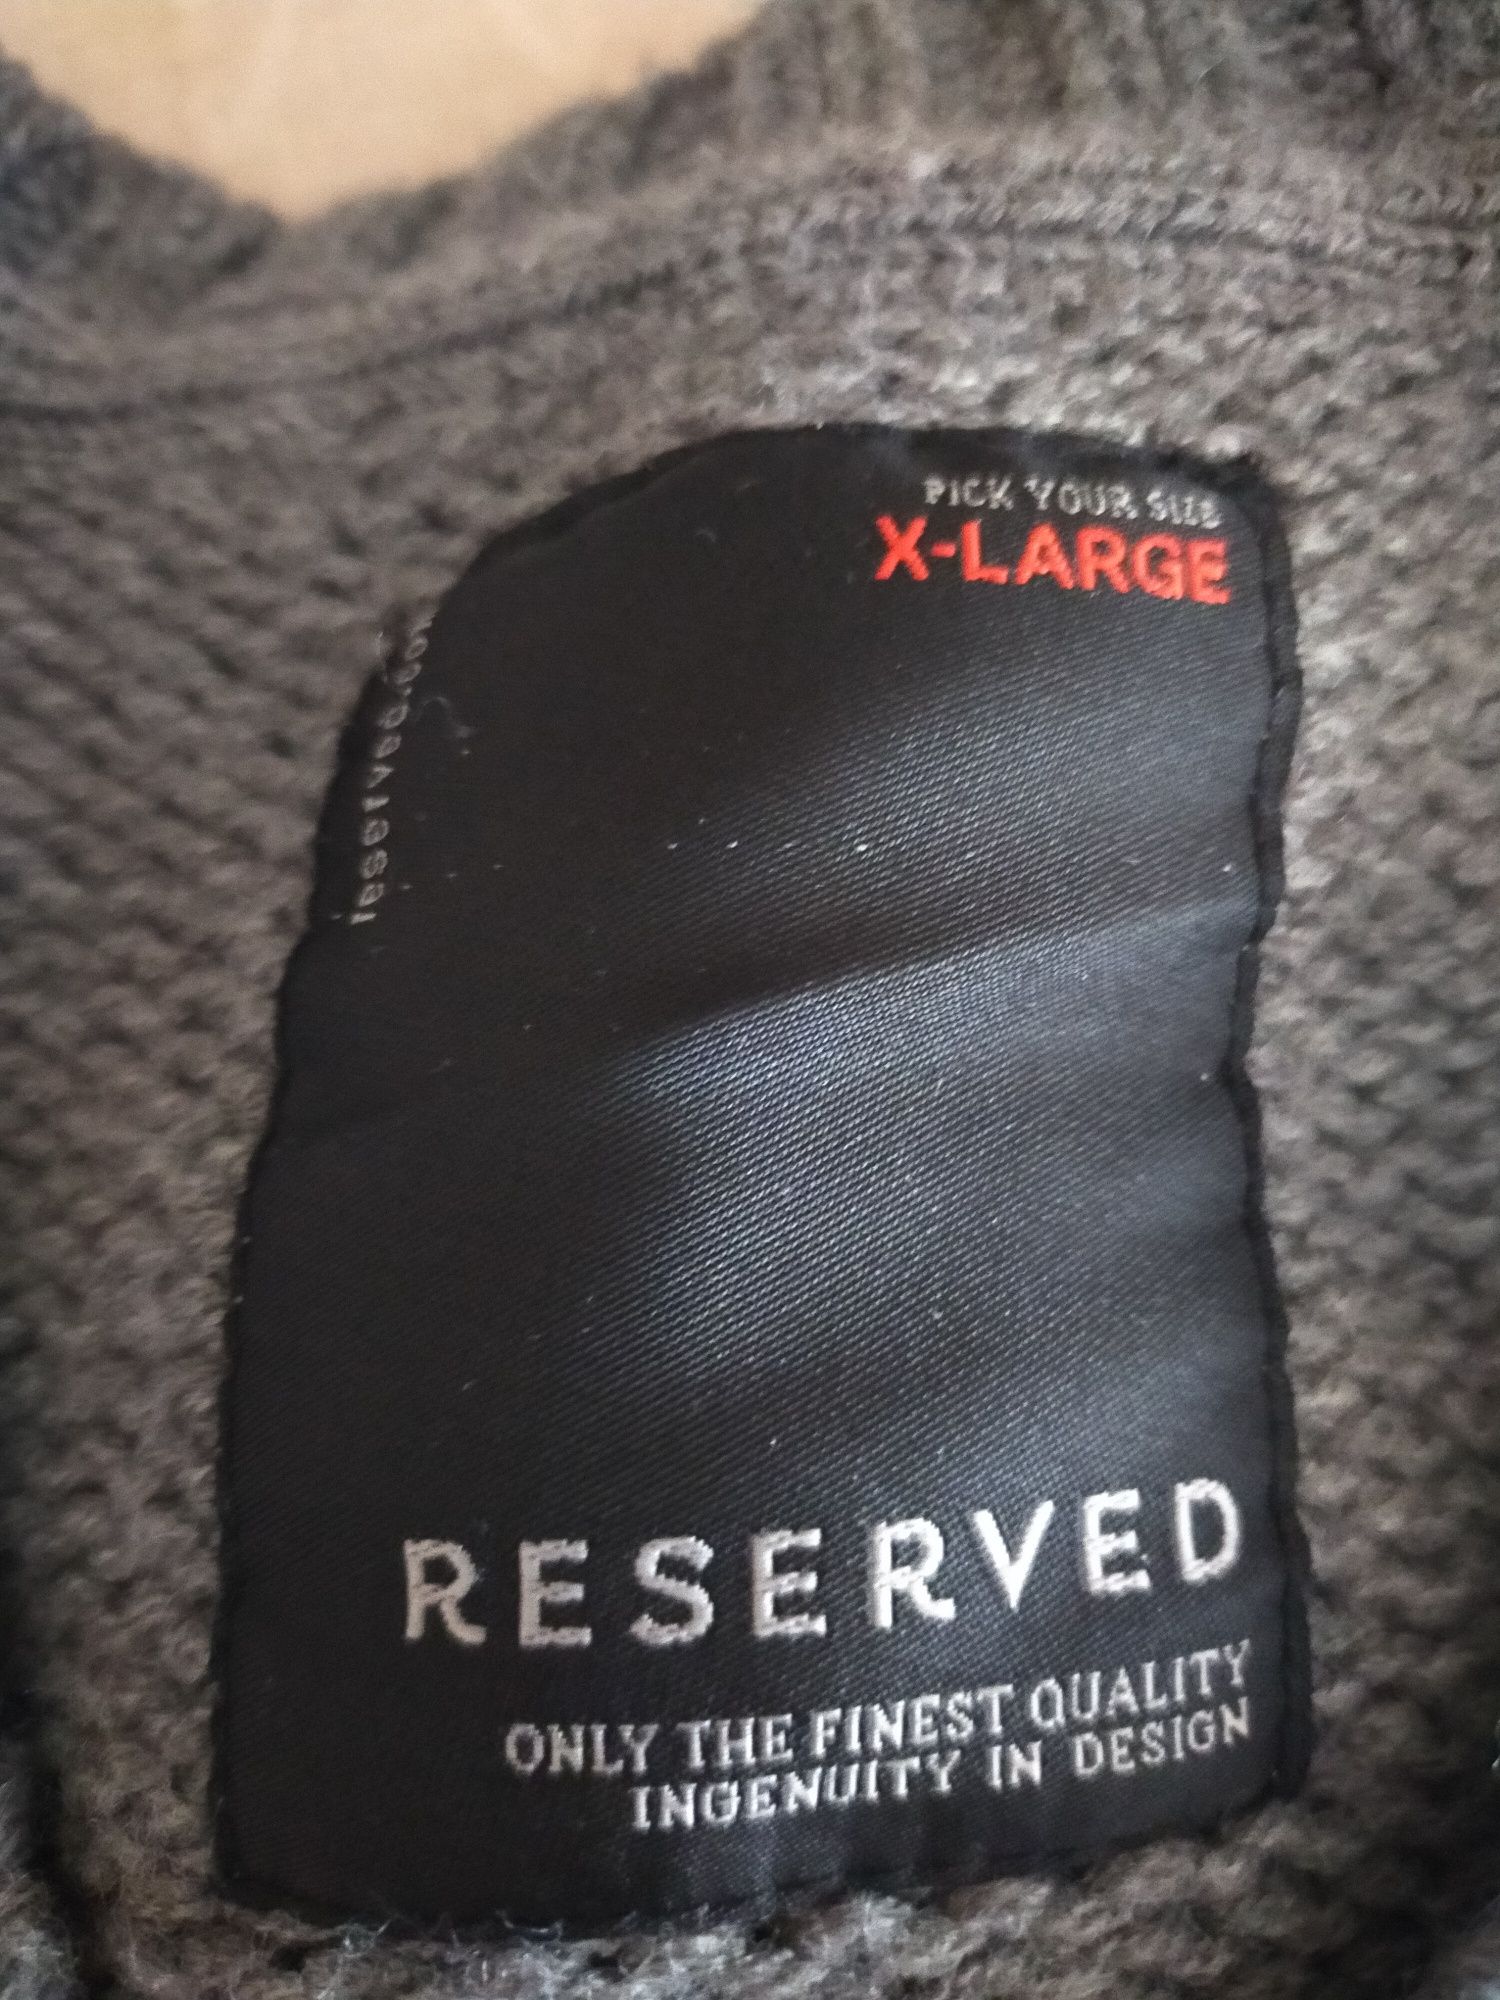 PICK YOUR SIZE
X-LARGE
RESERVED
ONLY THE FINEST QUALITY
INGENUITY IN DESIGN